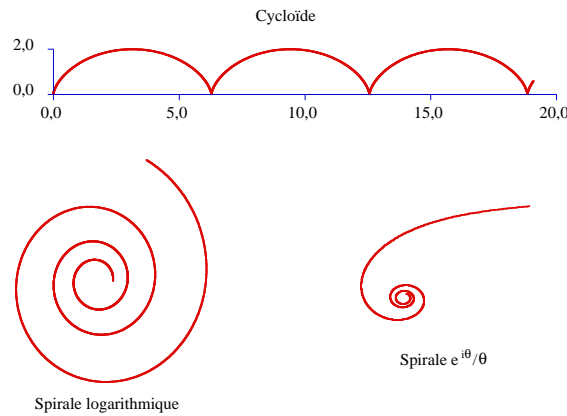 Cycloïde
2,0
0,0
0,0 5,0 10,0 15,0 20,0
Spirale e iθ/θ
Spirale logarithmique